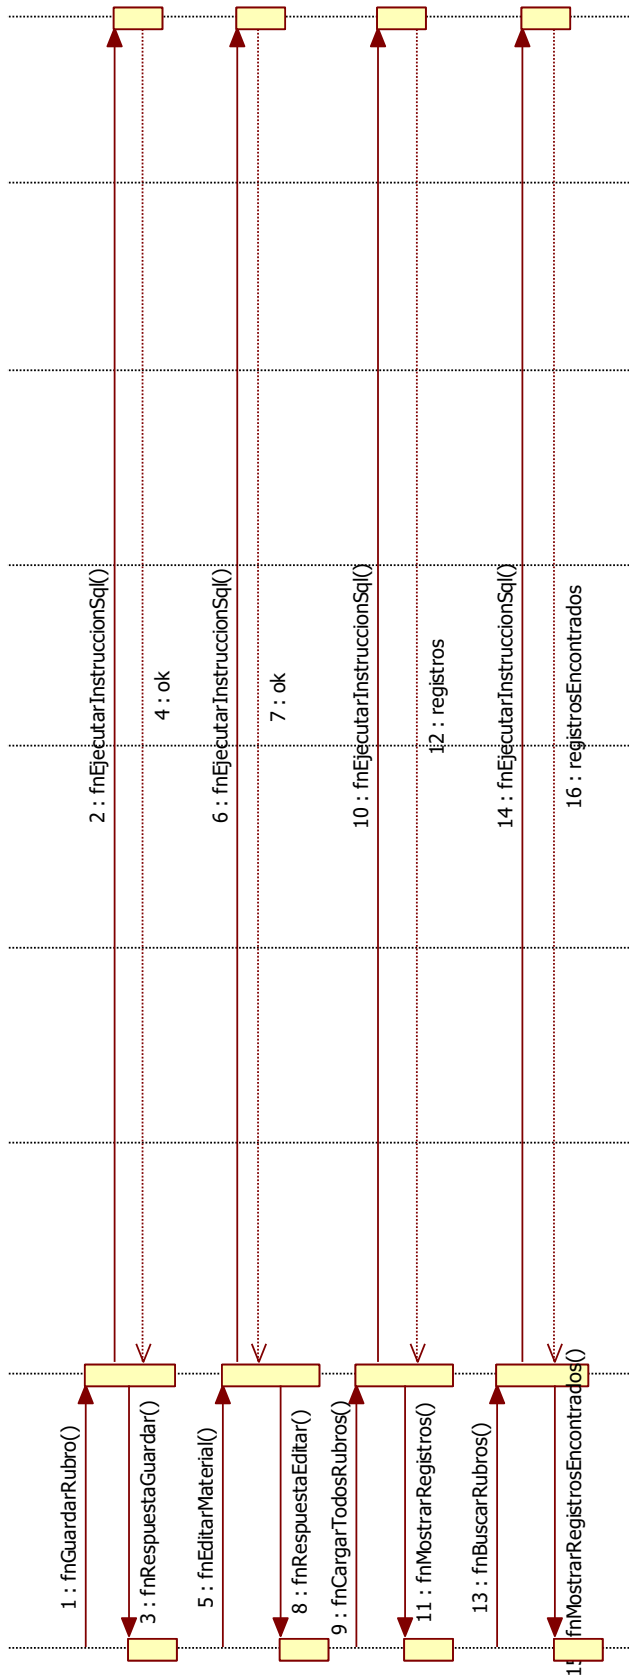 1 : fnGuardarRubro()
2 : fnEjecutarInstruccionSql()
3 : fnRespuestaGuardar()
4 : ok
5 : fnEditarMaterial()
6 : fnEjecutarInstruccionSql()
7 : ok
8 : fnRespuestaEditar()
9 : fnCargarTodosRubros()
10 : fnEjecutarInstruccionSql()
11 : fnMostrarRegistros()
12 : registros
13 : fnBuscarRubros()
14 : fnEjecutarInstruccionSql()
15 : fnMostrarRegistrosEncontrados()
16 : registrosEncontrados